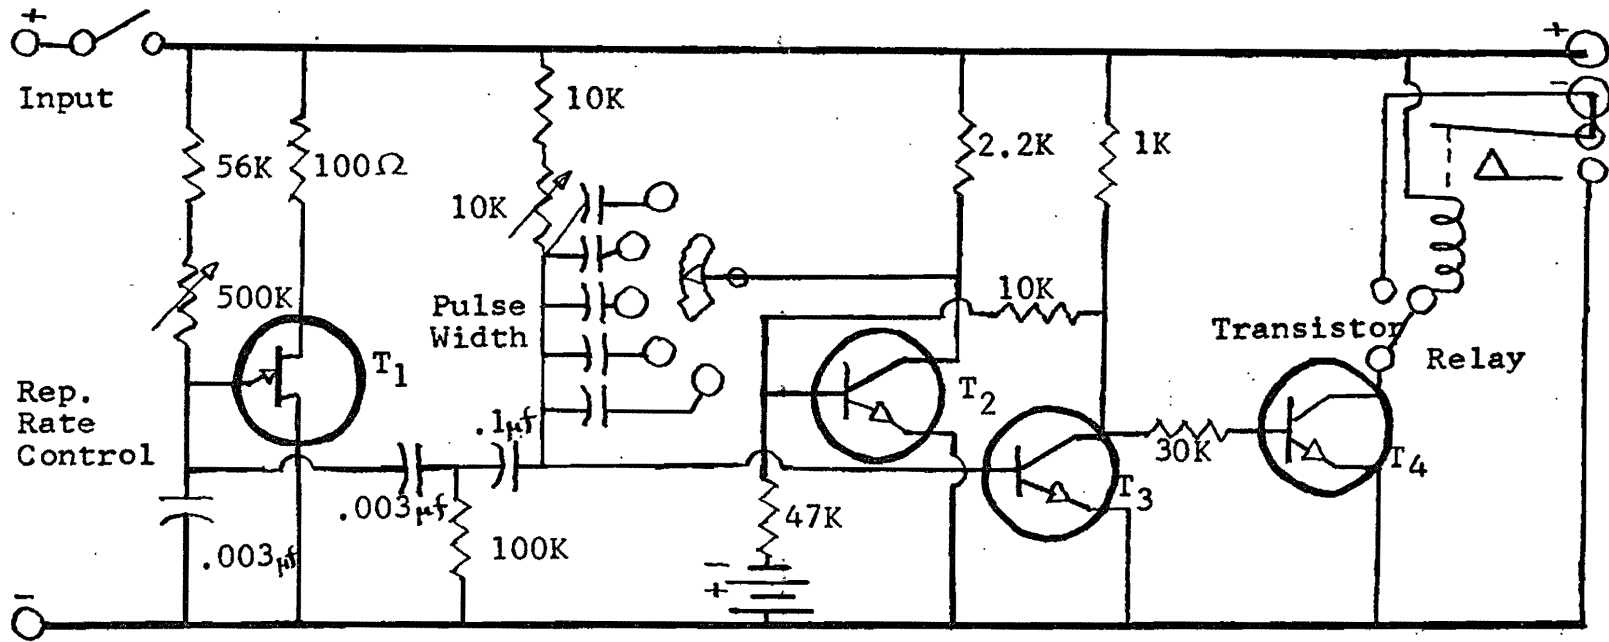 +
Input
56K
100Ω
10K
10K
2.2K
1K
+
-
500K
T1
Pulse
Width
10K
Transistor
Relay
Rep.
Rate
Control
.1μf
T2
30K
T4
.003μf
T3
47K
100K
.003μf
-
+
-